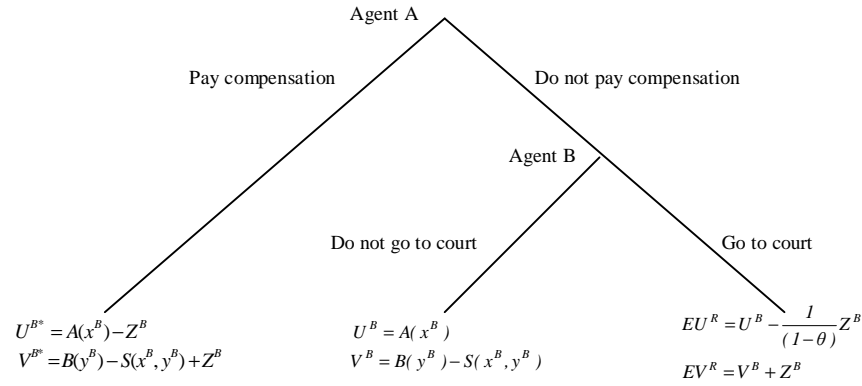 Agent A
Pay compensation
Do not pay compensation
Agent B
Do not go to court
Go to court
U^{B*} = A(x^B) − Z^B
V^{B*} = B(y^B) − S(x^B, y^B) + Z^B
U^B = A( x^B )
V^B = B( y^B ) − S( x^B , y^B )
EU^R = U^B − \frac{1}{(1-θ)} Z^B
EV^R = V^B + Z^B